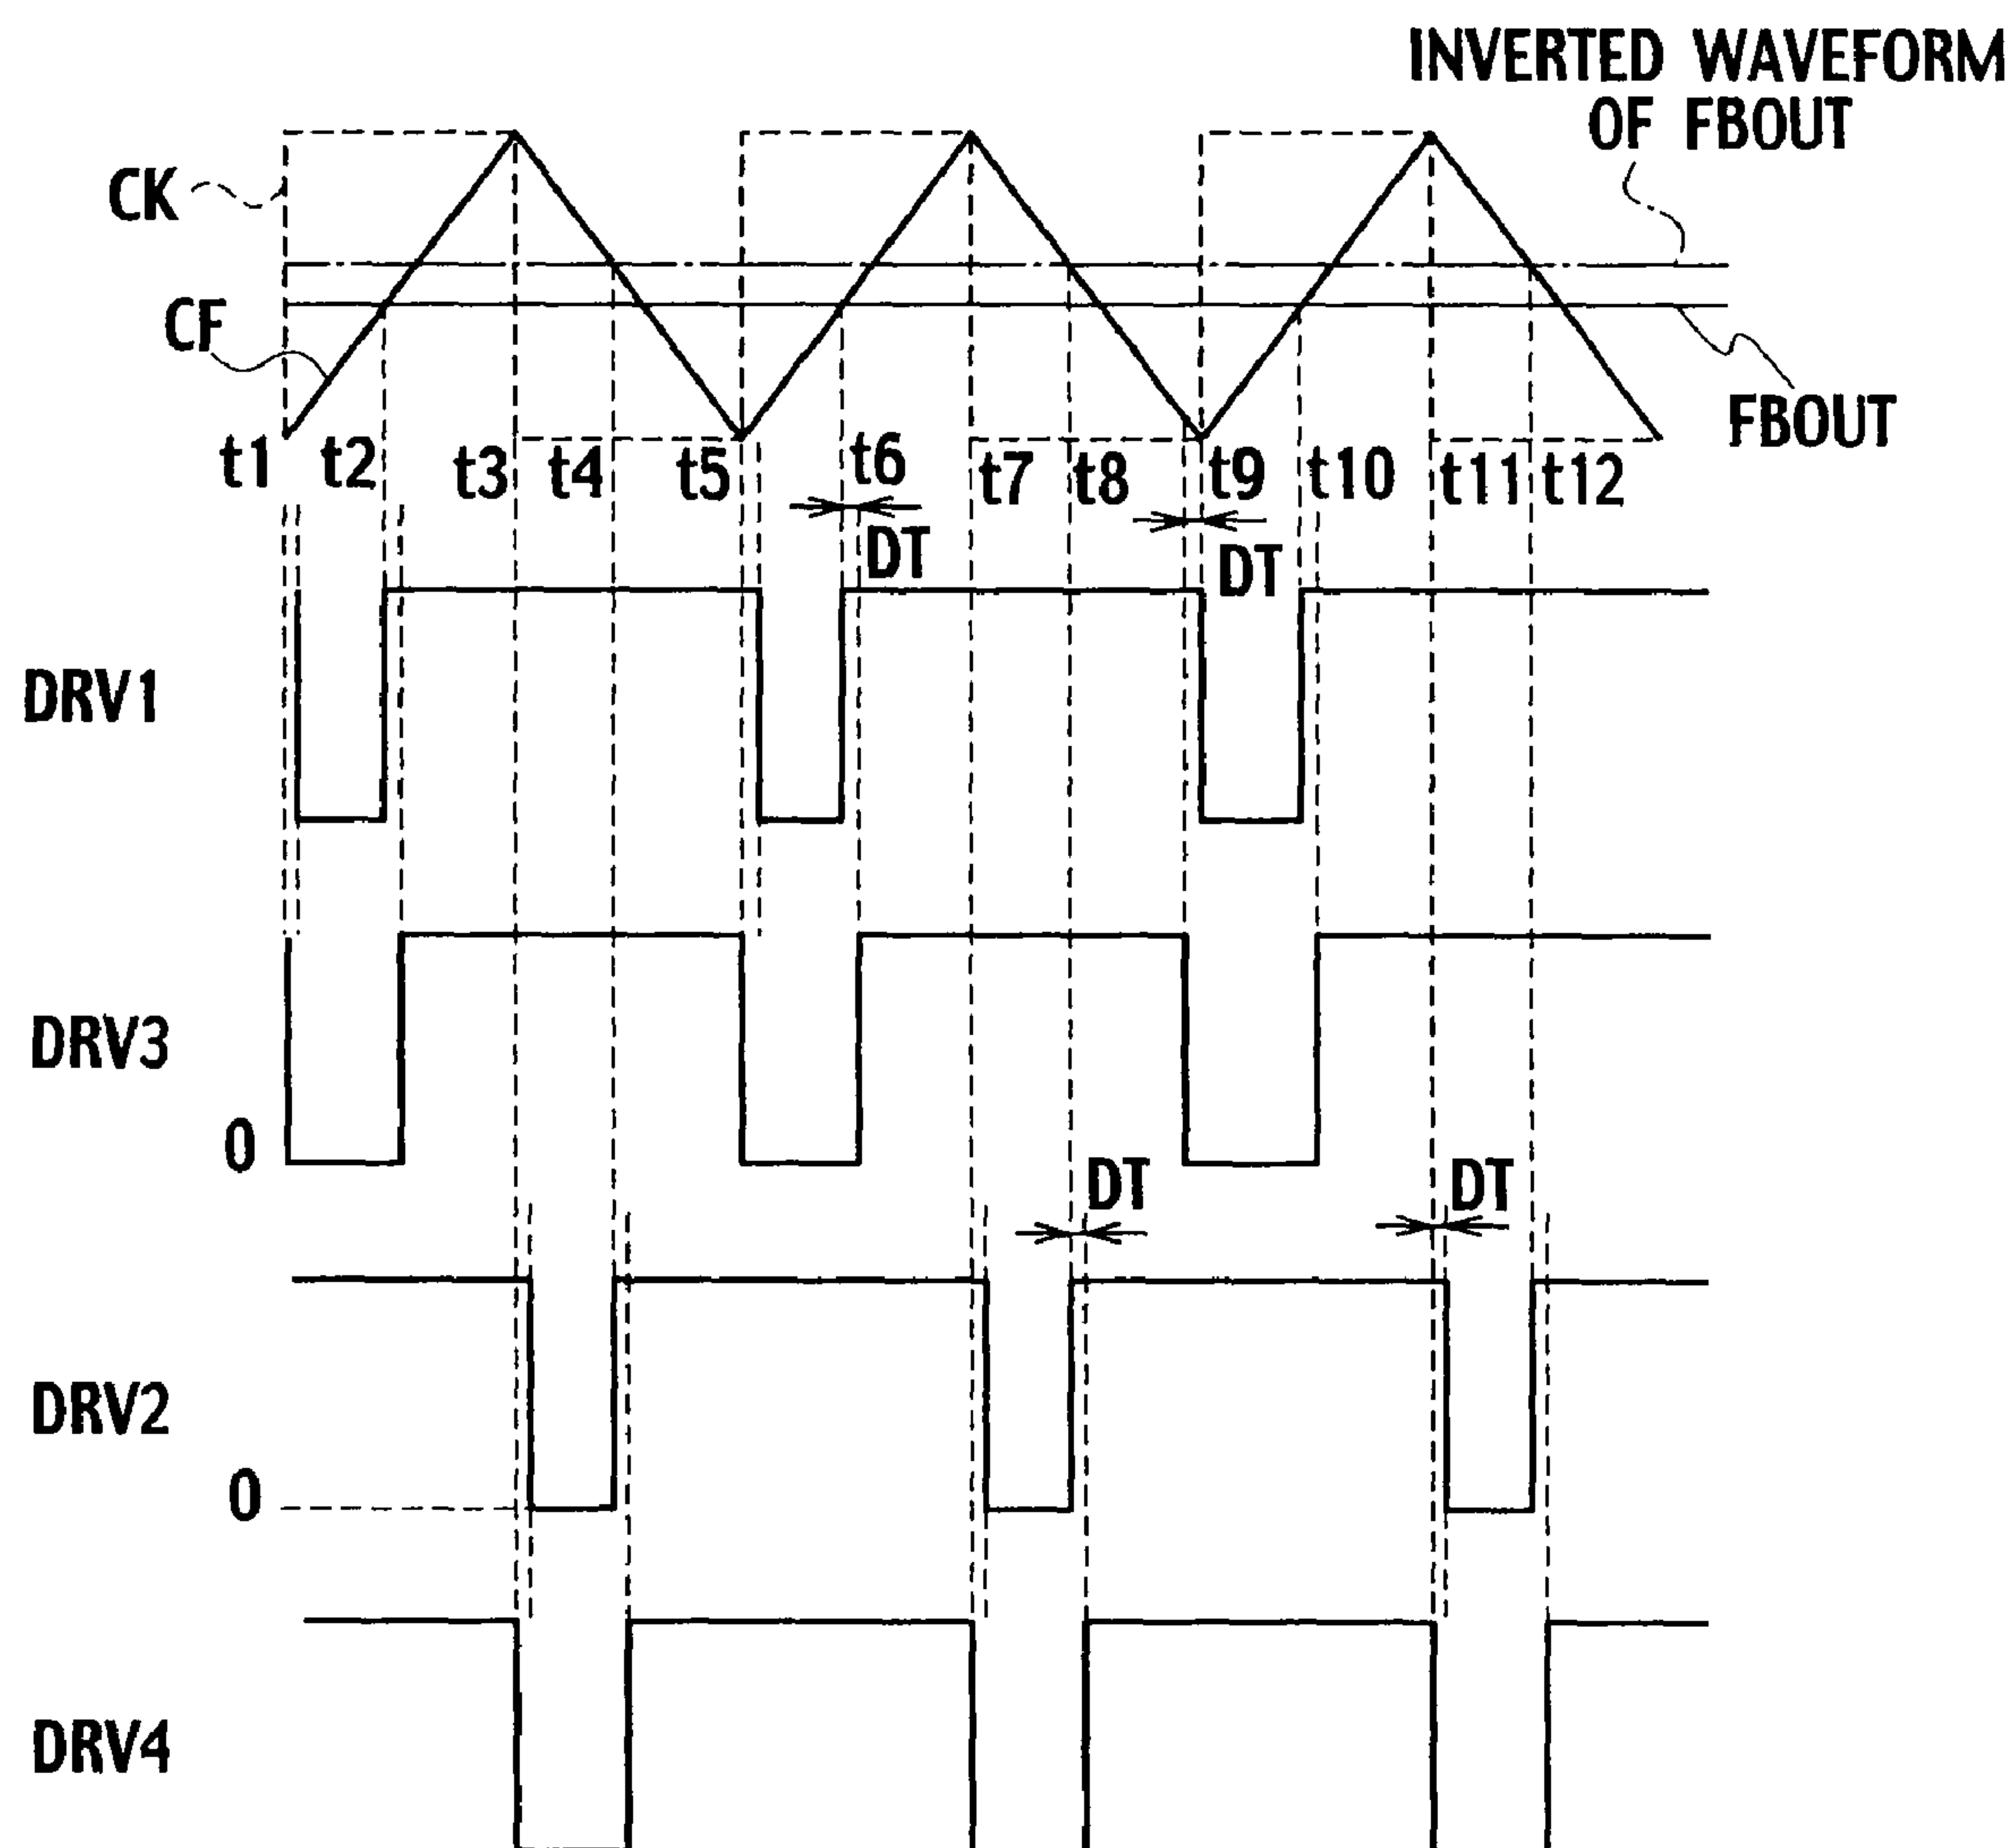 INVERTED WAVEFORM
OF FBOUT
CK
CF
FBOUT
t1 t2 t3 t4 t5 t6 t7 t8 t9 t10 t11 t12
DT
DT
DRV1
DRV3
0
DT
DT
DRV2
0
DRV4